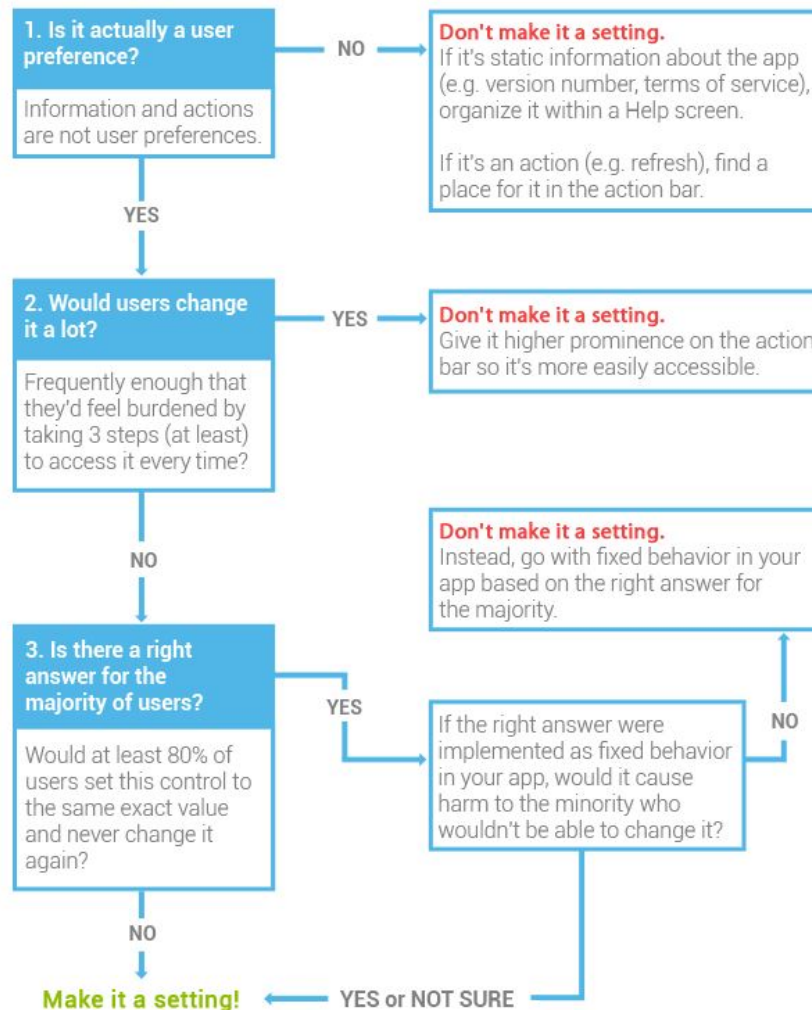 1. Is it actually a user
preference?
Information and actions
are not user preferences.
NO
Don't make it a setting.
If it's static information about the app
(e.g. version number, terms of service),
organize it within a Help screen.
If it's an action (e.g. refresh), find a
place for it in the action bar.
YES
2. Would users change
it a lot?
Frequently enough that
they'd feel burdened by
taking 3 steps (at least)
to access it every time?
YES
Don't make it a setting.
Give it higher prominence on the action
bar so it's more easily accessible.
NO
3. Is there a right
answer for the
majority of users?
Would at least 80% of
users set this control to
the same exact value
and never change it
again?
YES
If the right answer were
implemented as fixed behavior
in your app, would it cause
harm to the minority who
wouldn't be able to change it?
NO
Don't make it a setting.
Instead, go with fixed behavior in your
app based on the right answer for
the majority.
NO
Make it a setting!
YES or NOT SURE